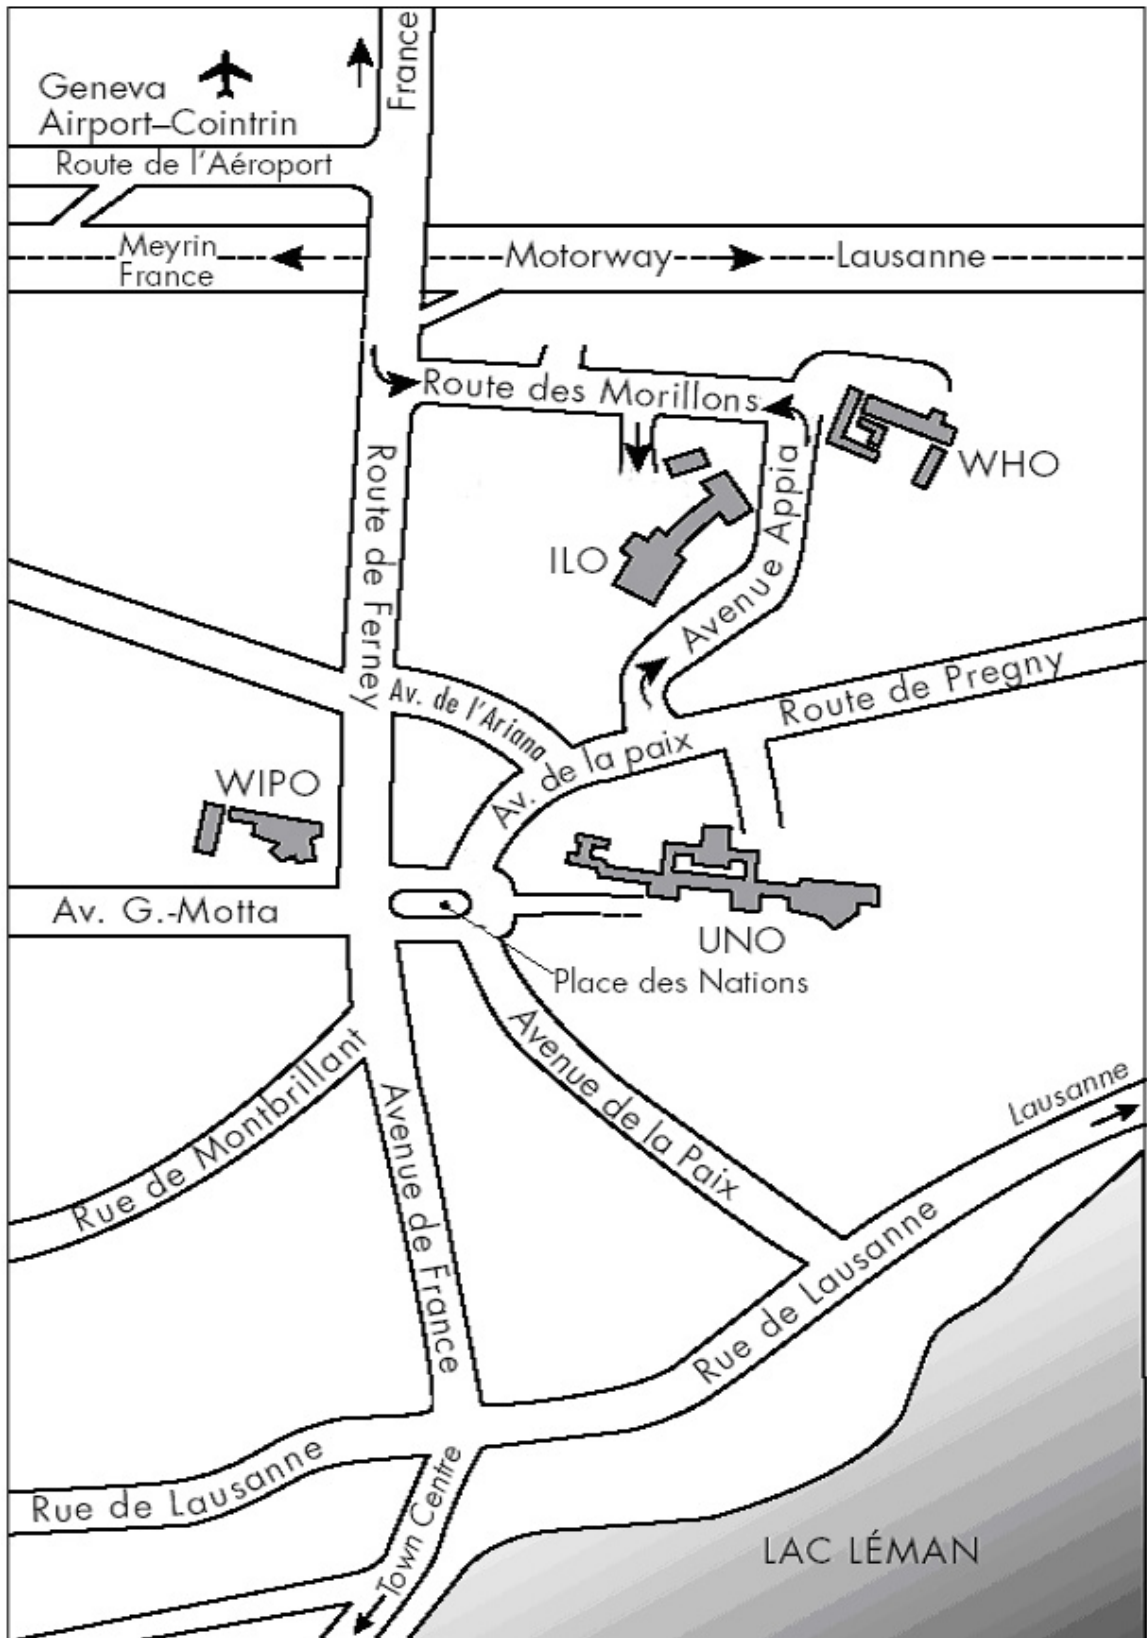 France
Geneva
Airport–Cointrin
Route de l'Aéroport
Meyrin
France
Motorway
Lausanne
Route des Morillons
WHO
Route de Ferney
Avenue Appia
ILO
Route de Pregny
Av. de l'Ariana
Av. de la paix
WIPO
Av. G.-Motta
UNO
Place des Nations
Rue de Montbrillant
Avenue de la Paix
Avenue de France
Lausanne
Rue de Lausanne
Rue de Lausanne
Town Centre
LAC LÉMAN